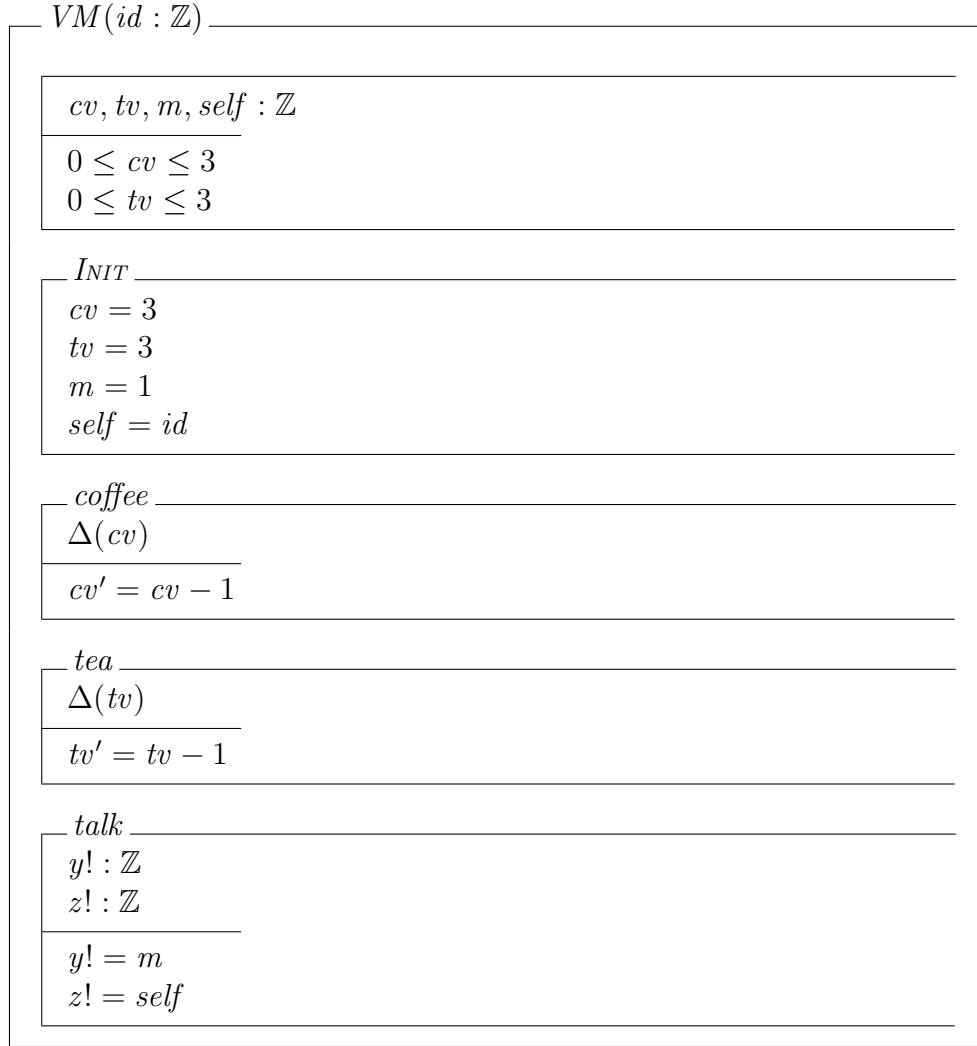 VM(id : ℤ)
cv, tv, m, self : ℤ
0 ≤ cv ≤ 3
0 ≤ tv ≤ 3
INIT
cv = 3
tv = 3
m = 1
self = id
coffee
Δ(cv)
cv′ = cv − 1
tea
Δ(tv)
tv′ = tv − 1
talk
y! : ℤ
z! : ℤ
y! = m
z! = self